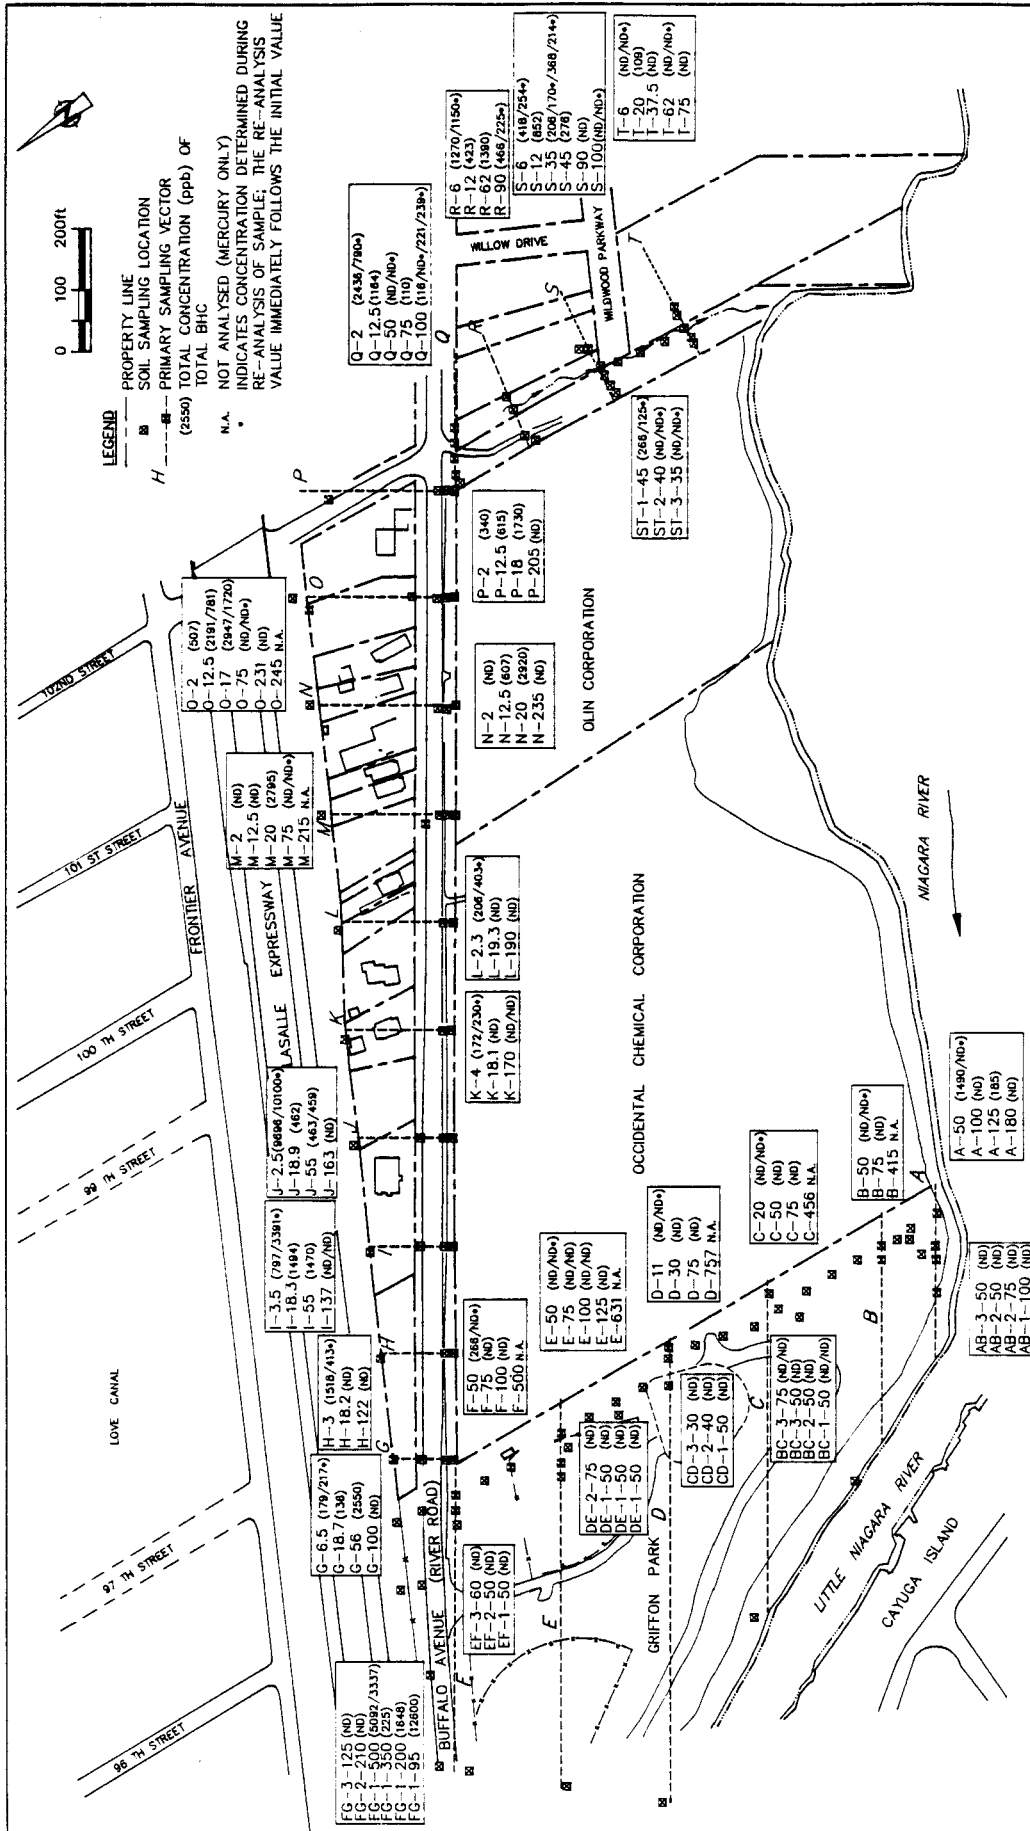 LEGEND
PROPERTY LINE
SOIL SAMPLING LOCATION
H PRIMARY SAMPLING VECTOR
(2550) TOTAL CONCENTRATION (ppb) OF
TOTAL BHC
N.A. NOT ANALYSED (MERCURY ONLY)
* INDICATES CONCENTRATION DETERMINED DURING
RE-ANALYSIS OF SAMPLE; THE RE-ANALYSIS
VALUE IMMEDIATELY FOLLOWS THE INITIAL VALUE
0 100 200ft
N
96 TH STREET
97 TH STREET
LOVE CANAL
99 TH STREET
100 TH STREET
101 ST STREET
102ND STREET
FRONTIER AVENUE
LASALLE EXPRESSWAY
BUFFALO AVENUE (RIVER ROAD)
WILLOW DRIVE
WILDWOOD PARKWAY
OLIN CORPORATION
OCCIDENTAL CHEMICAL CORPORATION
GRIFFON PARK
NIAGARA RIVER
LITTLE NIAGARA RIVER
CAYUGA ISLAND
FG-3-125 (ND)
FG-2-210 (ND)
FG-1-500 (5092/3337)
FG-1-350 (225)
FG-1-200 (1648)
FG-1-95 (12600)
G-6.5 (179/217*)
G-18.7 (136)
G-56 (2550)
G-100 (ND)
H-3 (1518/413*)
H-18.2 (ND)
H-122 (ND)
I-3.5 (797/3391*)
I-18.3 (1494)
I-55 (1470)
I-137 (ND/ND)
J-2.5 (9696/10100*)
J-18.9 (462)
J-55 (463/459)
J-163 (ND)
K-4 (172/230*)
K-18.1 (ND)
K-170 (ND/ND)
L-2.3 (206/403*)
L-19.3 (ND)
L-190 (ND)
M-2 (ND)
M-12.5 (ND)
M-20 (2795)
M-75 (ND/ND*)
M-215 N.A.
N-2 (ND)
N-12.5 (607)
N-20 (2920)
N-235 (ND)
O-2 (507)
O-12.5 (2191/781)
O-17 (2947/1720)
O-75 (ND/ND*)
O-231 (ND)
O-245 N.A.
P-2 (340)
P-12.5 (615)
P-18 (1730)
P-205 (ND)
Q-2 (2436/790*)
Q-12.5 (1164)
Q-50 (ND/ND*)
Q-75 (110)
Q-100 (116/ND*/221/239*)
R-6 (1270/1150*)
R-12 (423)
R-62 (1390)
R-90 (466/225*)
S-6 (418/254*)
S-12 (852)
S-35 (206/170*/368/214*)
S-45 (276)
S-90 (ND)
S-100 (ND/ND*)
T-6 (ND/ND*)
T-20 (109)
T-37.5 (ND)
T-62 (ND/ND*)
T-75 (ND)
ST-1-45 (266/125*)
ST-2-40 (ND/ND*)
ST-3-35 (ND/ND*)
F-50 (266/ND*)
F-75 (ND)
F-100 (ND)
F-500 N.A.
E-50 (ND/ND*)
E-75 (ND/ND)
E-100 (ND/ND)
E-125 (ND)
E-631 N.A.
D-11 (ND/ND*)
D-30 (ND)
D-75 (ND)
D-757 N.A.
C-20 (ND/ND*)
C-50 (ND)
C-75 (ND)
C-456 N.A.
B-50 (ND/ND*)
B-75 (ND)
B-415 N.A.
A-50 (1490/ND*)
A-100 (ND)
A-125 (185)
A-180 (ND)
EF-3-60 (ND)
EF-2-50 (ND)
EF-1-50 (ND)
DE-2-75 (ND)
DE-1-50 (ND)
DE-1-50 (ND)
DE-1-50 (ND)
CD-3-30 (ND)
CD-2-40 (ND)
CD-1-50 (ND)
BC-3-75 (ND/ND)
BC-3-50 (ND)
BC-2-50 (ND)
BC-1-50 (ND/ND)
AB-3-50 (ND)
AB-2-50 (ND)
AB-2-75 (ND)
AB-1-100 (ND)
A
B
C
D
E
F
G
H
I
J
K
L
M
N
O
P
Q
R
S
T